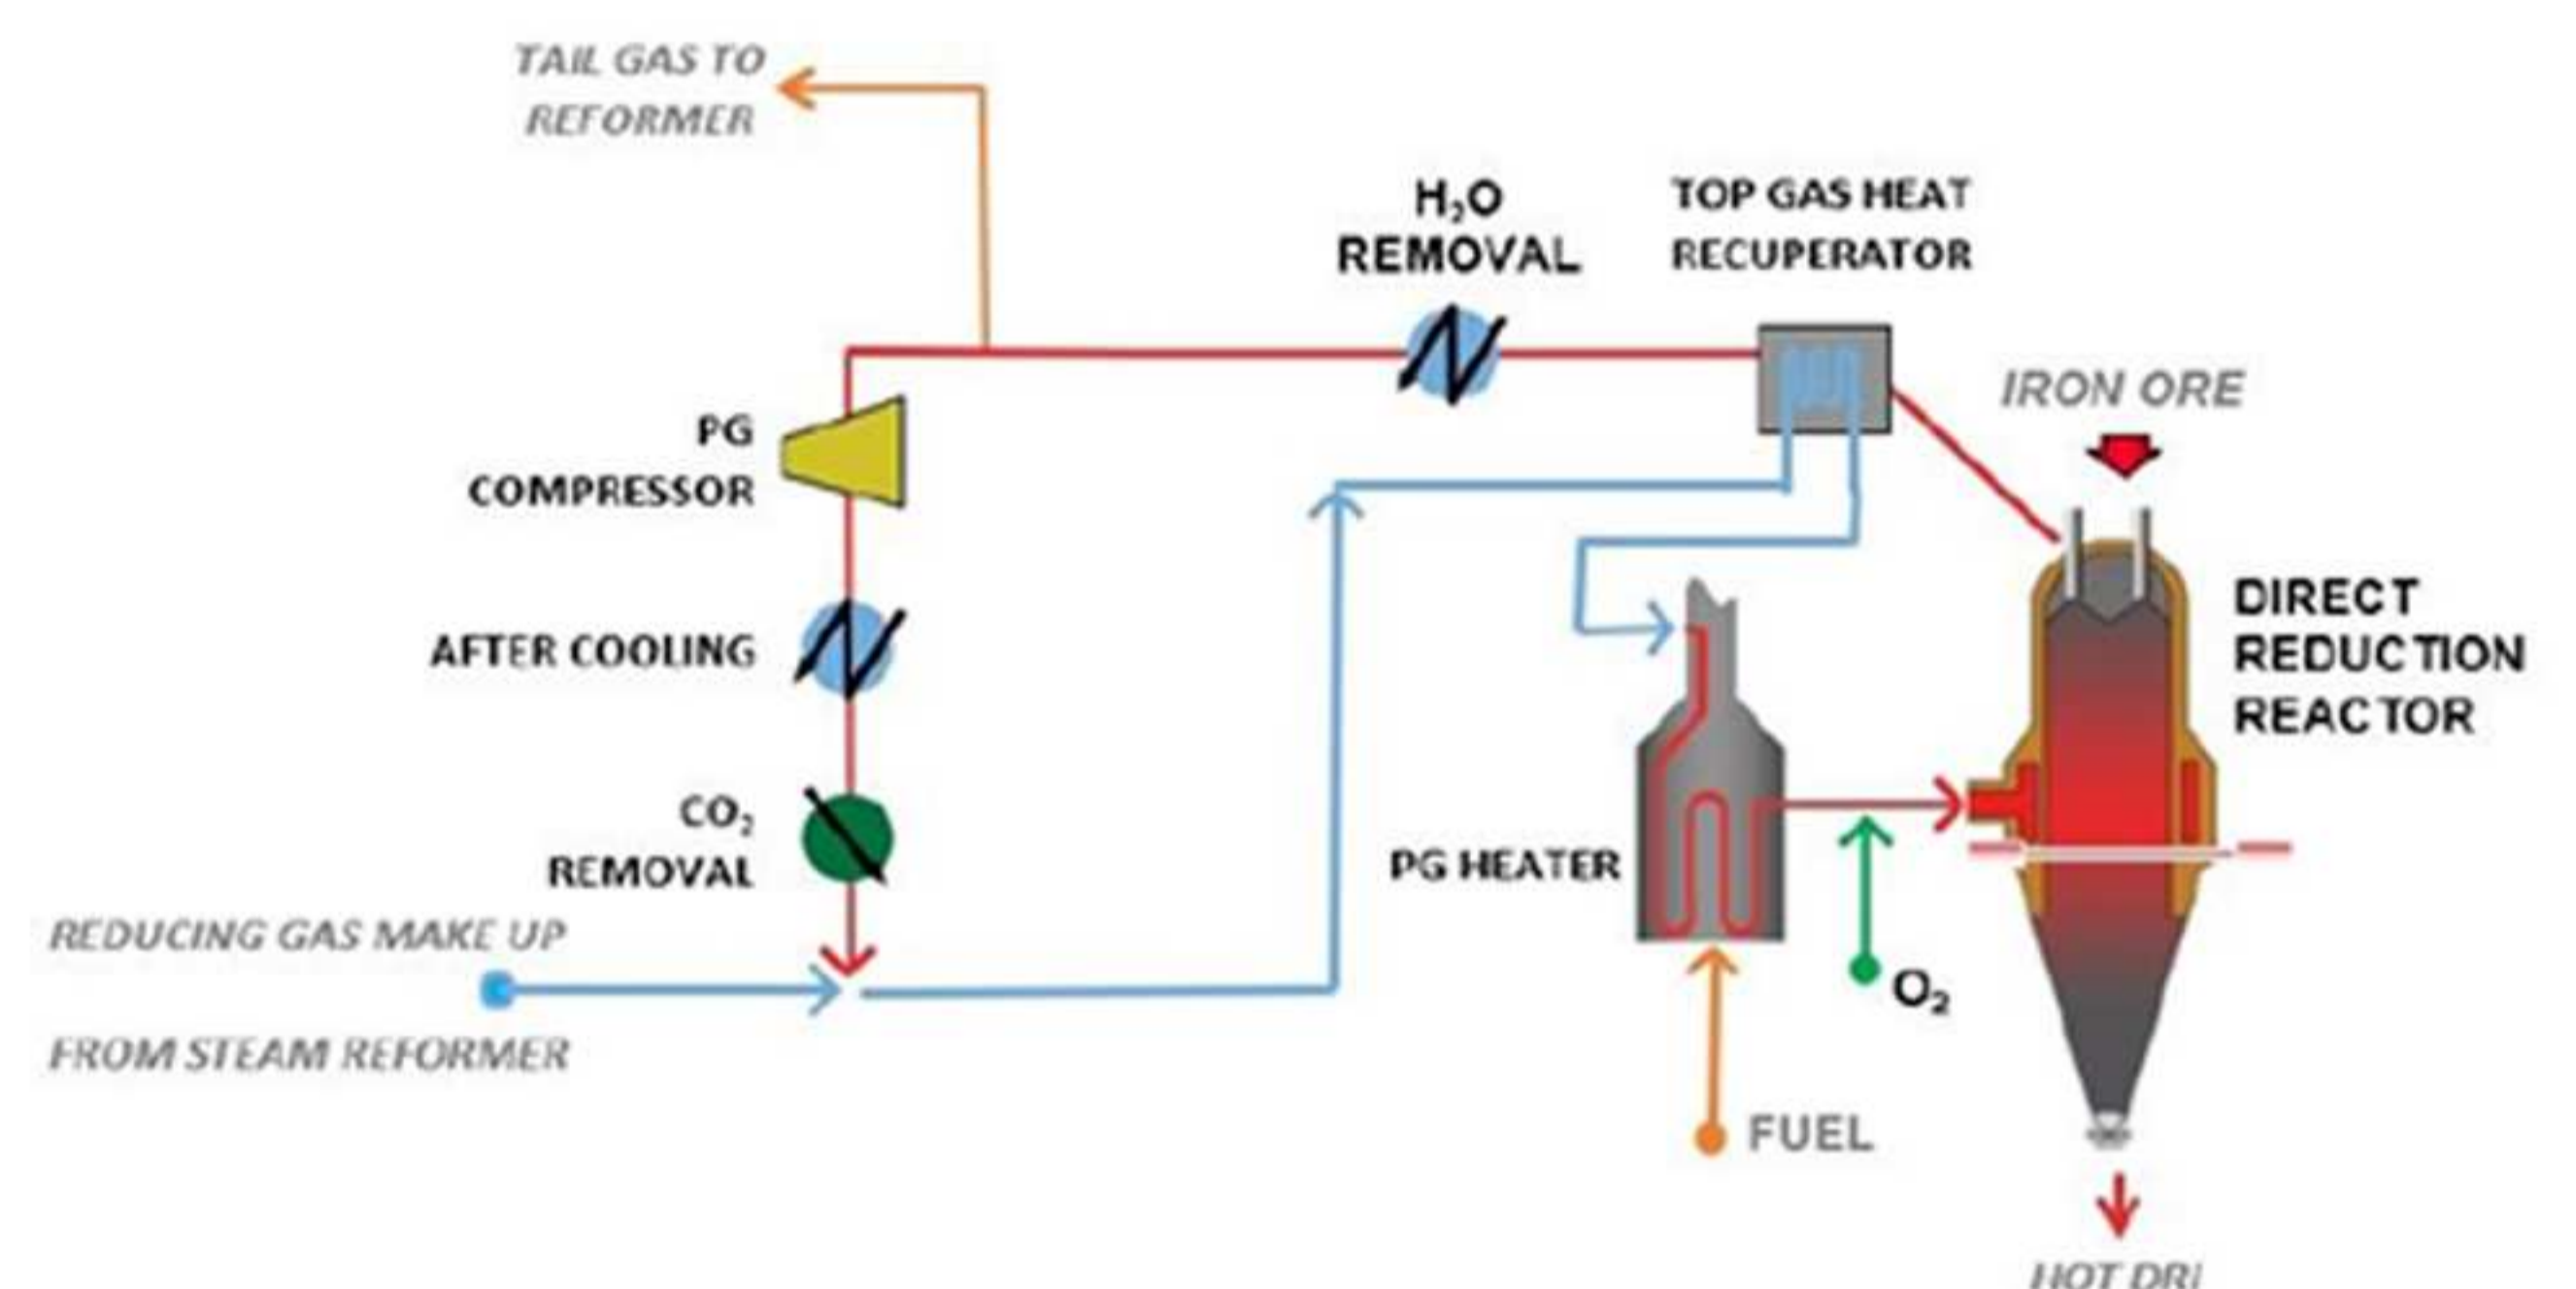 TAIL GAS TO
REFORMER
H₂O
REMOVAL
TOP GAS HEAT
RECUPERATOR
IRON ORE
PG
COMPRESSOR
DIRECT
REDUCTION
REACTOR
AFTER COOLING
CO₂
REMOVAL
PG HEATER
REDUCING GAS MAKE UP
O₂
FROM STEAM REFORMER
FUEL
HOT DRI